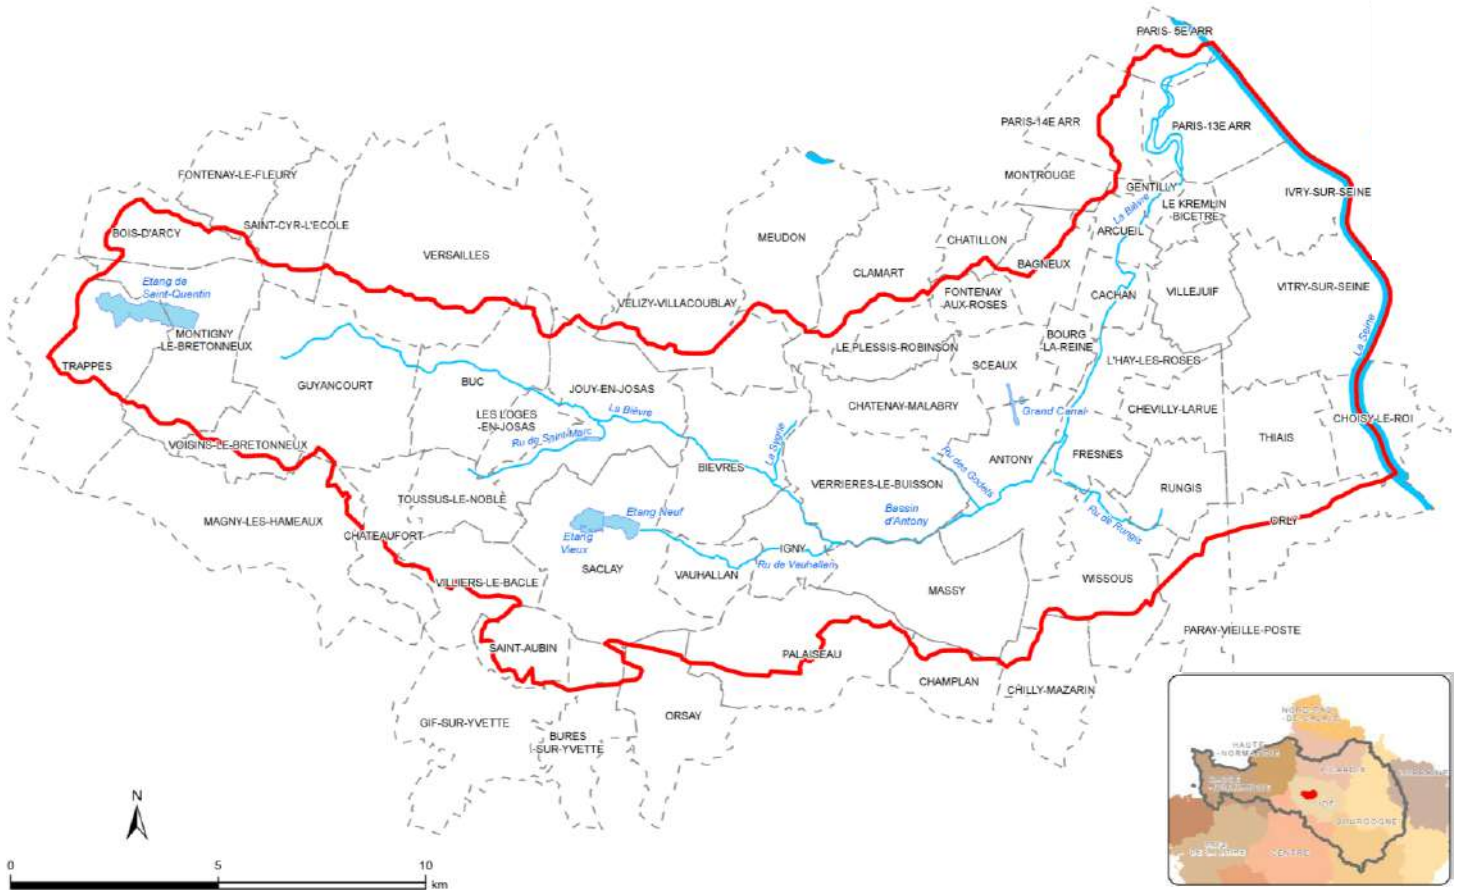 PARIS- 5E ARR
PARIS-14E ARR
PARIS-13E ARR
FONTENAY-LE-FLEURY
MONTROUGE
GENTILLY
IVRY-SUR-SEINE
LE KREMLIN
-BICETRE
La Bièvre
SAINT-CYR-L'ECOLE
BOIS-D'ARCY
ARCUEIL
MEUDON
CHATILLON
VERSAILLES
BAGNEUX
CLAMART
Etang de
Saint-Quentin
FONTENAY
AUX-ROSES
CACHAN
VILLEJUIF
VITRY-SUR-SEINE
VELIZY-VILLACOUBLAY
MONTIGNY
-LE-BRETONNEUX
BOURG
-LA-REINE
La Seine
LE PLESSIS-ROBINSON
TRAPPES
SCEAUX
L'HAY-LES-ROSES
GUYANCOURT
BUC
JOUY-EN-JOSAS
CHATENAY-MALABRY
Grand Canal
CHEVILLY-LARUE
CHOISY-LE-ROI
LES LOGES
-EN-JOSAS
La Bièvre
Ru de Saint-Marc
THIAIS
VOISINS-LE-BRETONNEUX
La Sygne
BIEVRES
ANTONY
FRESNES
VERRIERES-LE-BUISSON
Ru des Godets
RUNGIS
TOUSSUS-LE-NOBLE
Etang Neuf
Bassin
d'Antony
Ru de Rungis
MAGNY-LES-HAMEAUX
ORLY
CHATEAUFORT
Etang
Vieux
IGNY
Ru de Vauhallan
SACLAY
VAUHALLAN
VILLIERS-LE-BACLE
WISSOUS
MASSY
PARAY-VIEILLE-POSTE
SAINT-AUBIN
PALAISEAU
CHAMPLAN
CHILLY-MAZARIN
GIF-SUR-YVETTE
ORSAY
BURES
-SUR-YVETTE
HAUTE
-NORMANDIE
PICARDIE
IDF
BOURGOGNE
CENTRE
N
0 5 10
km